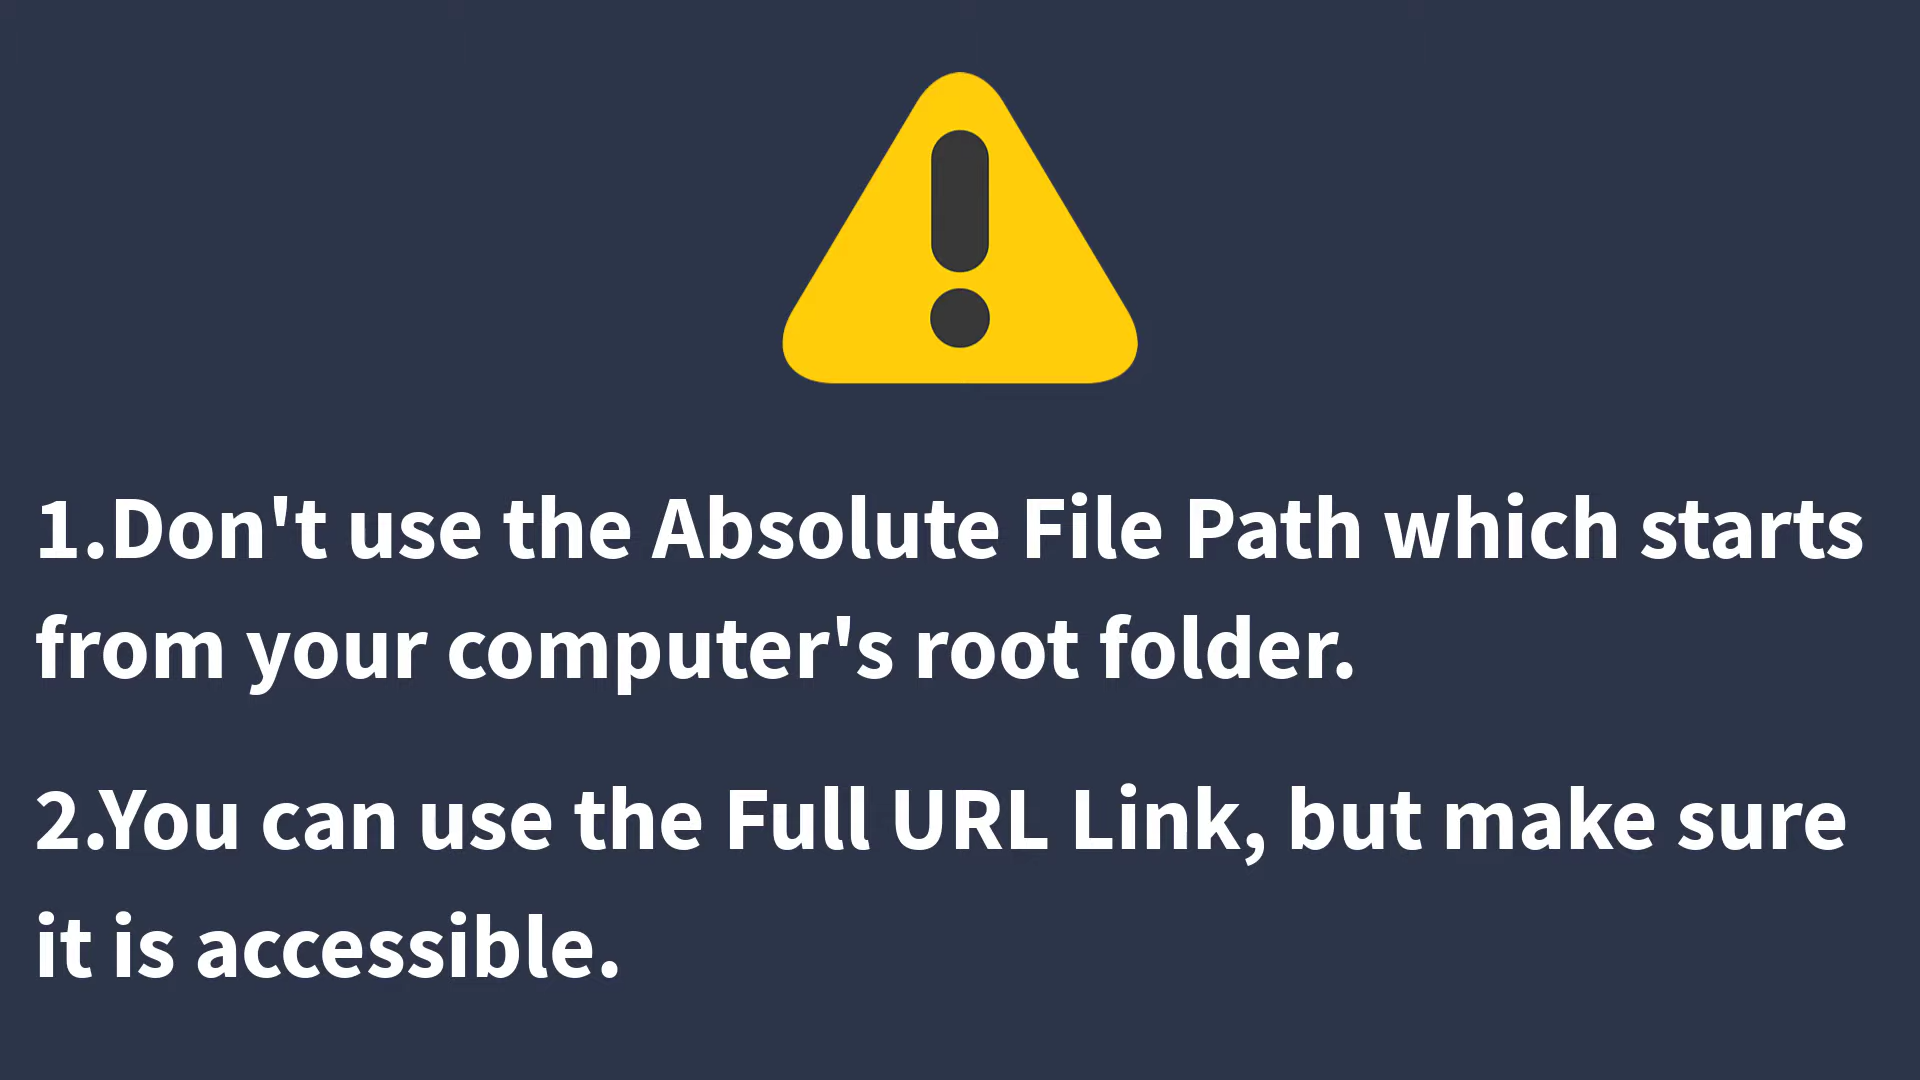 1.Don't use the Absolute File Path which starts
from your computer's root folder.
2.You can use the Full URL Link, but make sure
it is accessible.